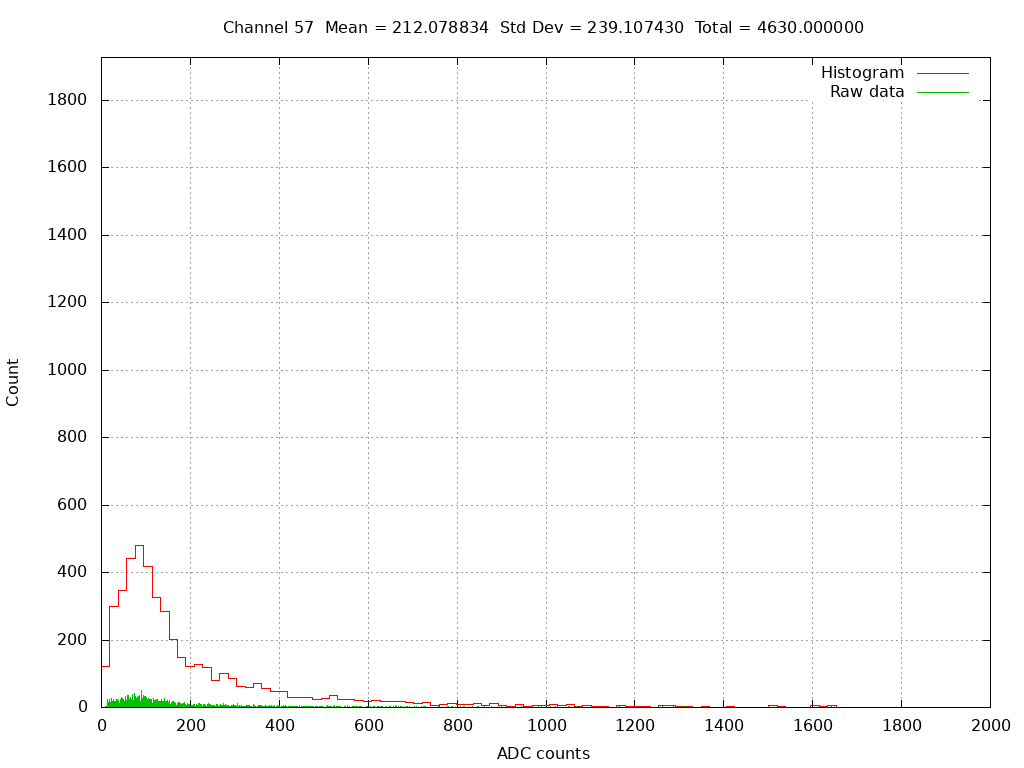 Channel 57  Mean = 212.078834  Std Dev = 239.107430  Total = 4630.000000
Histogram
Raw data
1800
1600
1400
1200
1000
800
600
400
200
0
Count
0 200 400 600 800 1000 1200 1400 1600 1800 2000
ADC counts